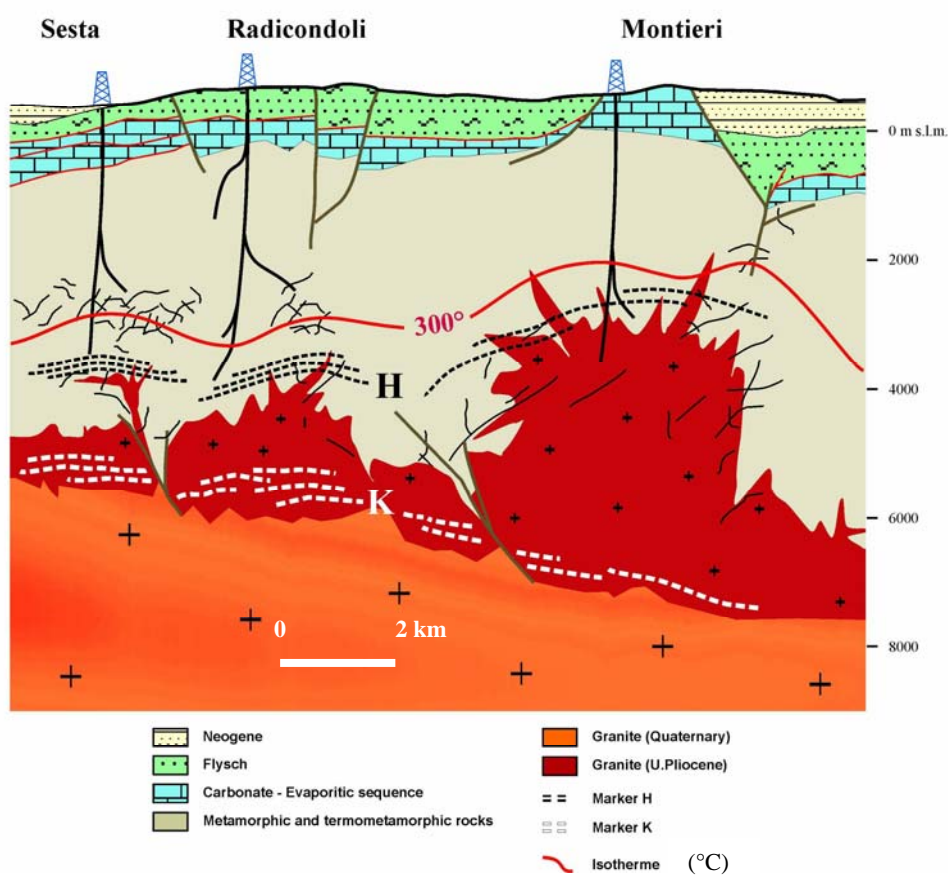 Sesta
Radicondoli
Montieri
0 m s.l.m.
2000
300°
4000
H
K
6000
0
2 km
8000
Neogene
Flysch
Carbonate - Evaporitic sequence
Metamorphic and termometamorphic rocks
Granite (Quaternary)
Granite (U.Pliocene)
Marker H
Marker K
Isotherme (°C)